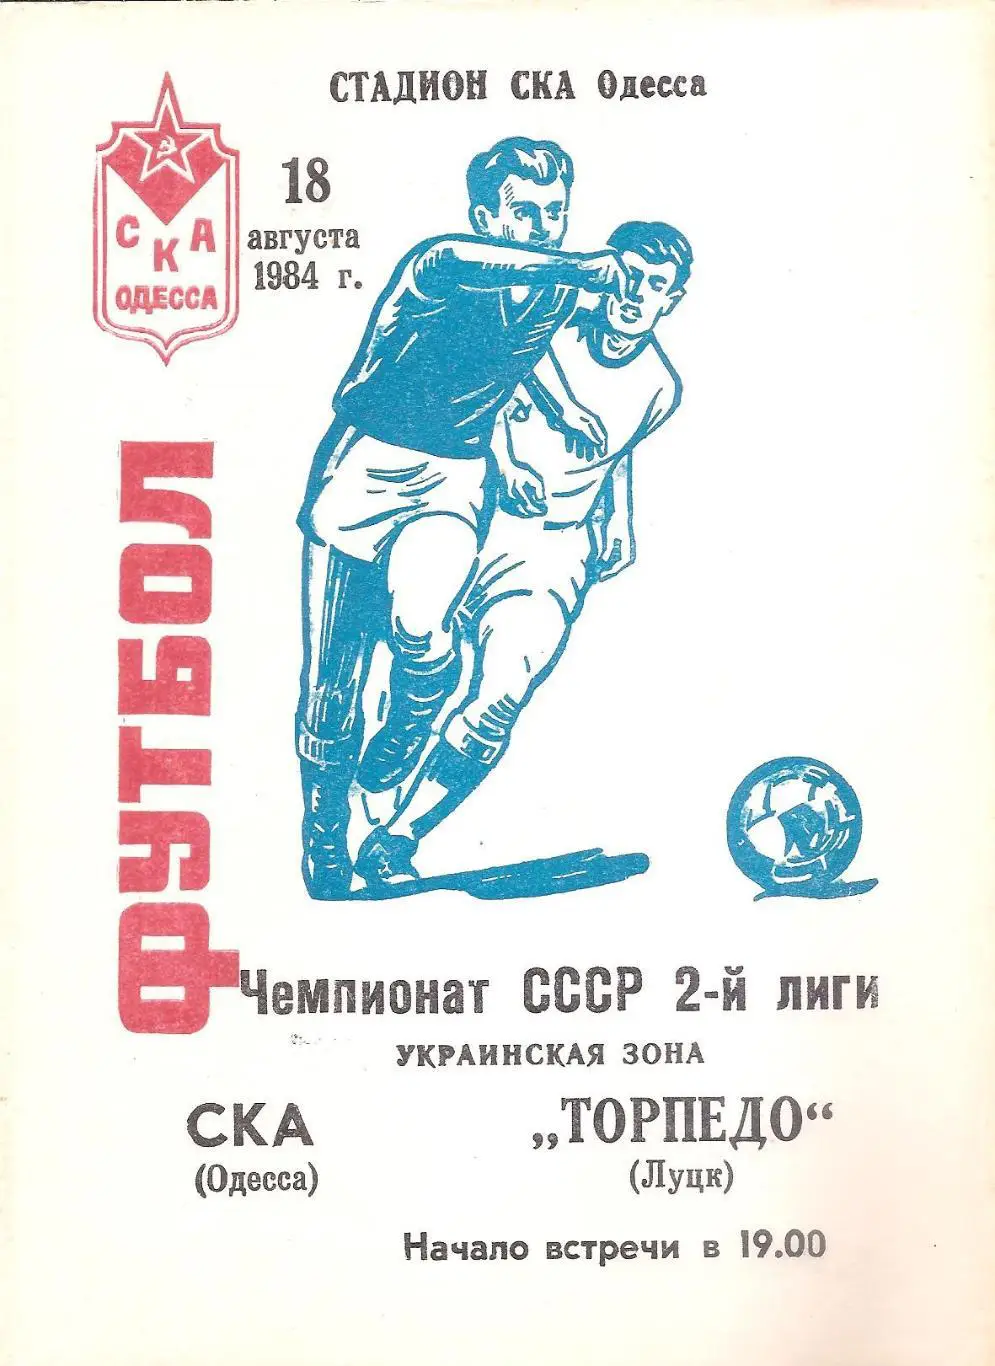 СТАДИОН СКА Одесса
СКА
ОДЕССА
18
августа
1984 г.
ФУТБОЛ
Чемпионат СССР 2-й лиги
УКРАИНСКАЯ ЗОНА
СКА
(Одесса)
„ТОРПЕДО“
(Луцк)
Начало встречи в 19.00